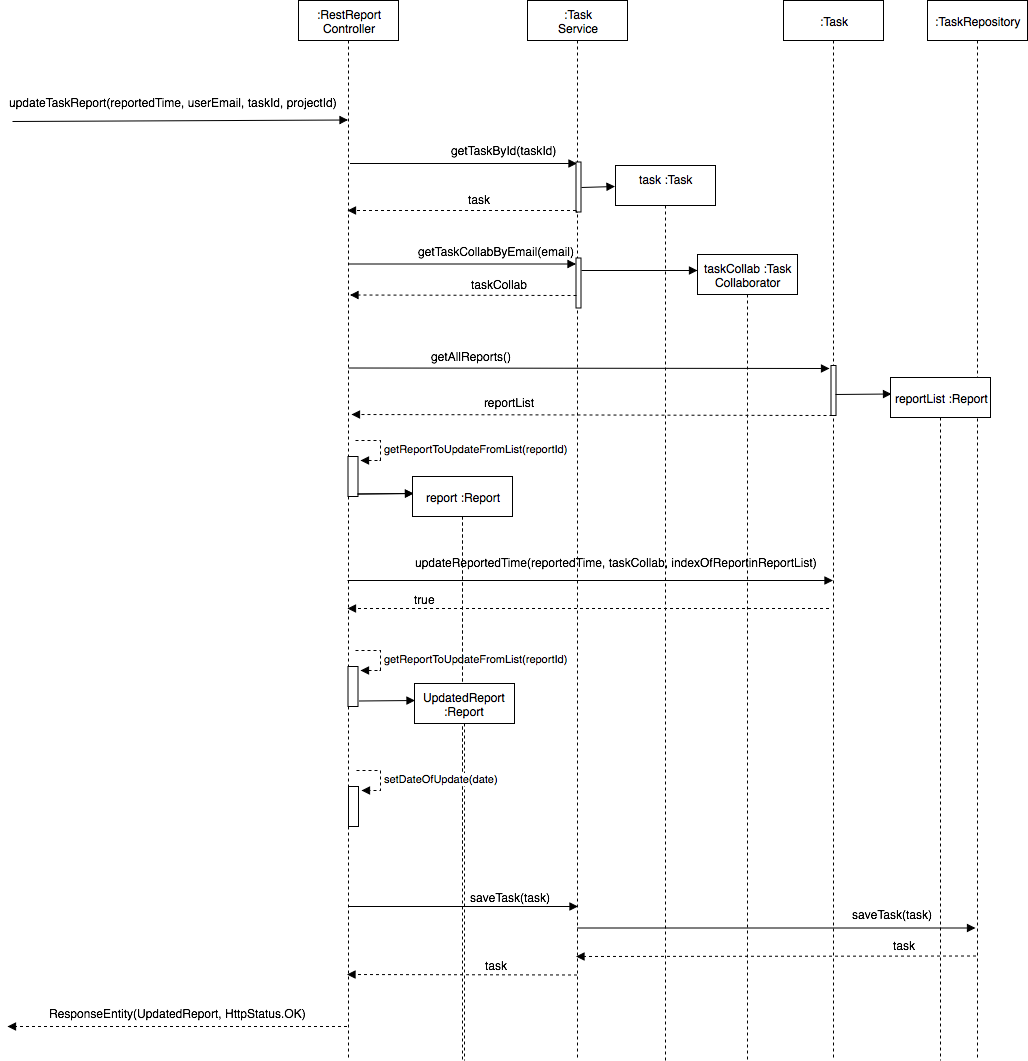 :RestReport
Controller
:Task
Service
:Task
:TaskRepository
updateTaskReport(reportedTime, userEmail, taskId, projectId)
getTaskById(taskId)
task :Task
task
getTaskCollabByEmail(email)
taskCollab :Task
Collaborator
taskCollab
getAllReports()
reportList :Report
reportList
getReportToUpdateFromList(reportId)
report :Report
updateReportedTime(reportedTime, taskCollab, indexOfReportinReportList)
true
getReportToUpdateFromList(reportId)
UpdatedReport
:Report
setDateOfUpdate(date)
saveTask(task)
saveTask(task)
task
task
ResponseEntity(UpdatedReport, HttpStatus.OK)